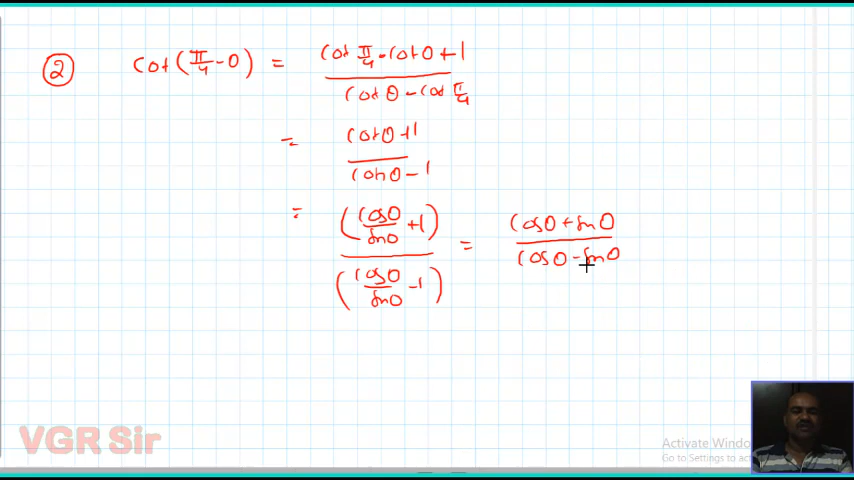 ② cot(π/4 - θ) = (cot π/4 · cot θ + 1) / (cot θ - cot π/4)
= (cot θ + 1) / (cot θ - 1)
= (cos θ / sin θ + 1) / (cos θ / sin θ - 1) = (cos θ + sin θ) / (cos θ - sin θ)
VGR Sir
Activate Windo
Go to Settings to ac